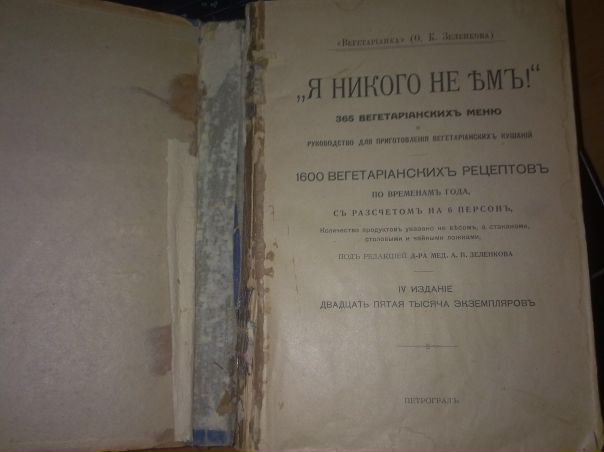 «Вегетаріанка» (О. К. Зеленкова)
„Я НИКОГО НЕ ѢМЪ!“
365 ВЕГЕТАРІАНСКИХЪ МЕНЮ
И
РУКОВОДСТВО ДЛЯ ПРИГОТОВЛЕНІЯ ВЕГЕТАРІАНСКИХЪ КУШАНІЙ
1600 ВЕГЕТАРІАНСКИХЪ РЕЦЕПТОВЪ
ПО ВРЕМЕНАМЪ ГОДА,
СЪ РАЗСЧЕТОМЪ НА 6 ПЕРСОНЪ,
Количество продуктовъ указано не вѣсомъ, а стаканами,
столовыми и чайными ложками,
ПОДЪ РЕДАКЦІЕЙ Д-РА МЕД. А. П. ЗЕЛЕНКОВА
IV ИЗДАНІЕ
ДВАДЦАТЬ ПЯТАЯ ТЫСЯЧА ЭКЗЕМПЛЯРОВЪ
ПЕТРОГРАДЪ